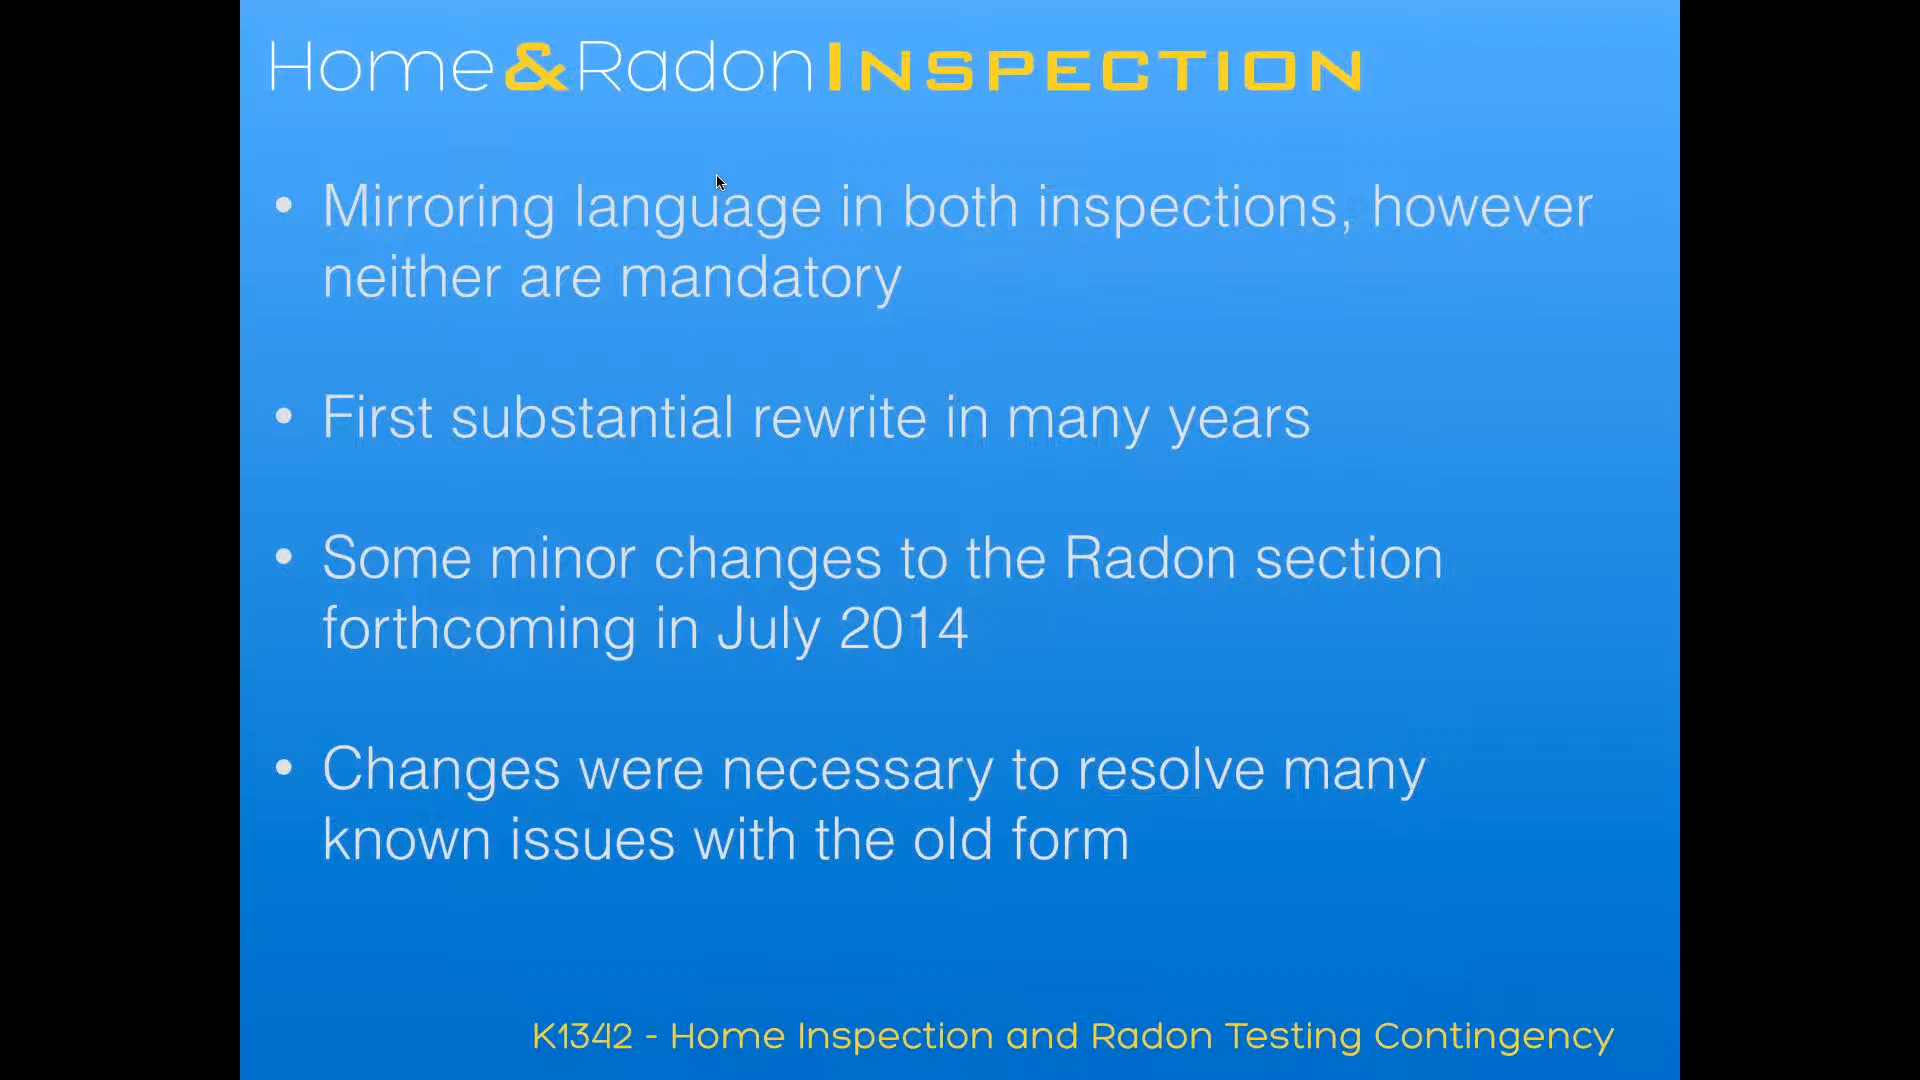 Home&RadonINSPECTION
• Mirroring language in both inspections, however
neither are mandatory
• First substantial rewrite in many years
• Some minor changes to the Radon section
forthcoming in July 2014
• Changes were necessary to resolve many
known issues with the old form
K1342 - Home Inspection and Radon Testing Contingency